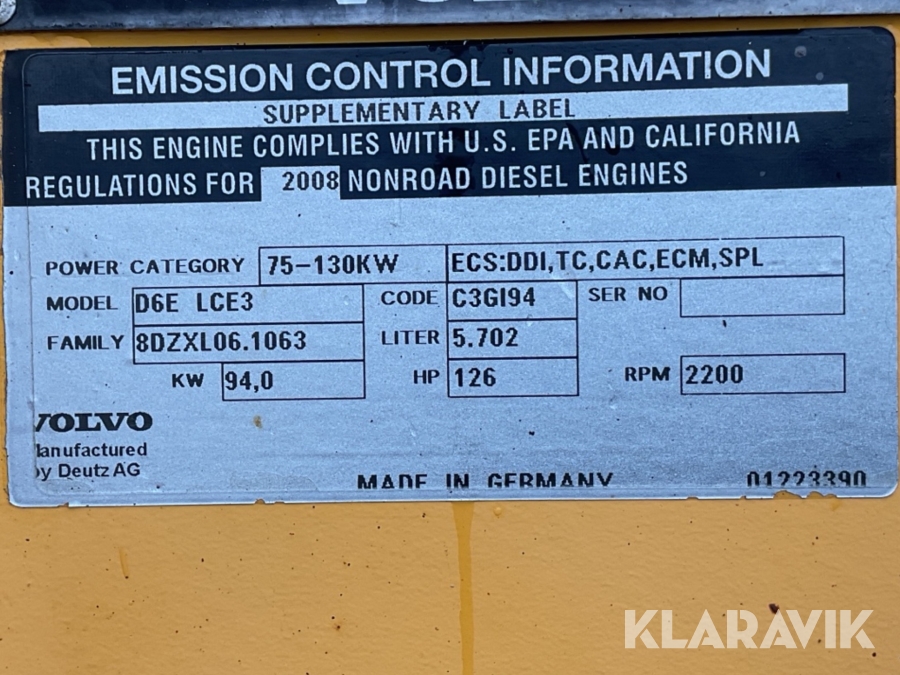 EMISSION CONTROL INFORMATION
SUPPLEMENTARY LABEL
THIS ENGINE COMPLIES WITH U.S. EPA AND CALIFORNIA
REGULATIONS FOR 2008 NONROAD DIESEL ENGINES
POWER CATEGORY 75-130KW ECS:DDI,TC,CAC,ECM,SPL
MODEL D6E LCE3 CODE C3GI94 SER NO
FAMILY 8DZXL06.1063 LITER 5.702
KW 94,0 HP 126 RPM 2200
VOLVO
Manufactured
by Deutz AG
MADE IN GERMANY 01223390
KLARAVIK